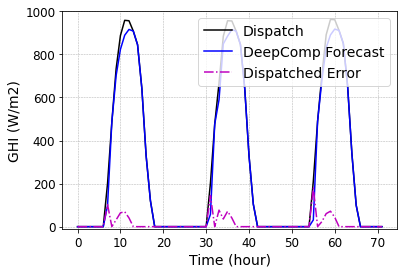 1000
800
600
400
200
0
GHI (W/m2)
Dispatch
DeepComp Forecast
Dispatched Error
0 10 20 30 40 50 60 70
Time (hour)